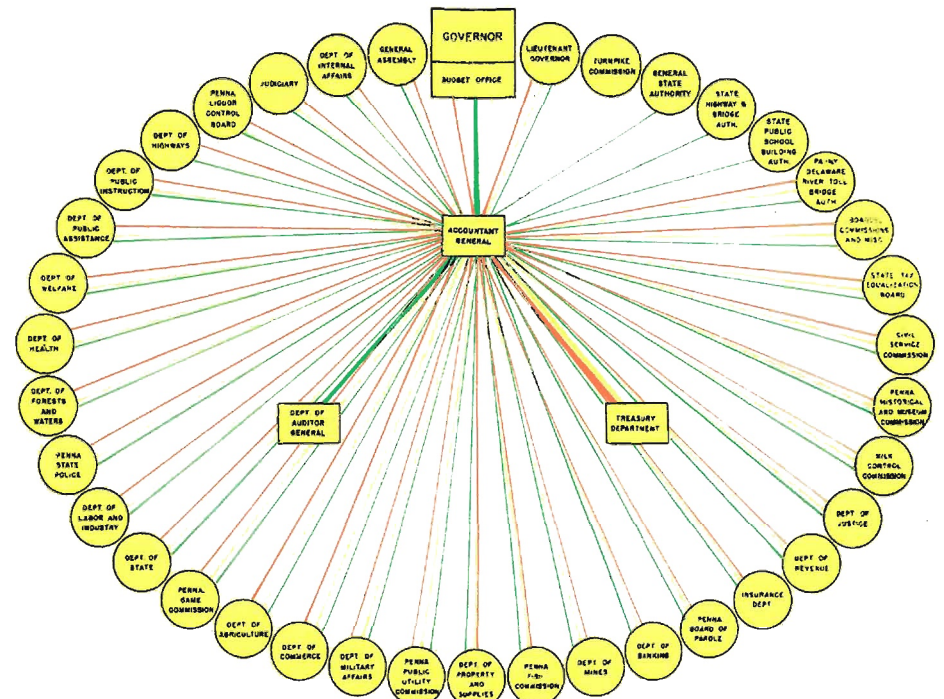 GOVERNOR
BUDGET OFFICE
LIEUTENANT
GOVERNOR
TURNPIKE
COMMISSION
GENERAL
STATE
AUTHORITY
STATE
HIGHWAY &
BRIDGE
AUTH.
STATE
PUBLIC
SCHOOL
BUILDING
AUTH.
PA-NY
DELAWARE
RIVER TOLL
BRIDGE
AUTH
BOARDS,
COMMISSIONS
AND MISC
STATE TAX
EQUALIZATION
BOARD
CIVIL
SERVICE
COMMISSION
PENNA
HISTORICAL
AND MUSEUM
COMMISSION
MILK
CONTROL
COMMISSION
DEPT OF
JUSTICE
DEPT OF
REVENUE
INSURANCE
DEPT
PENNA
BOARD OF
PAROLE
DEPT OF
BANKING
DEPT OF
MINES
PENNA
FISH
COMMISSION
DEPT OF
PROPERTY
AND
SUPPLIES
PENNA
PUBLIC
UTILITY
COMMISSION
DEPT OF
MILITARY
AFFAIRS
DEPT OF
COMMERCE
DEPT OF
AGRICULTURE
PENNA.
GAME
COMMISSION
DEPT OF
STATE
DEPT OF
LABOR AND
INDUSTRY
PENNA
STATE
POLICE
DEPT. OF
FORESTS
AND
WATERS
DEPT OF
HEALTH
DEPT OF
WELFARE
DEPT OF
PUBLIC
ASSISTANCE
DEPT. OF
PUBLIC
INSTRUCTION
DEPT OF
HIGHWAYS
PENNA
LIQUOR
CONTROL
BOARD
JUDICIARY
DEPT OF
INTERNAL
AFFAIRS
GENERAL
ASSEMBLY
ACCOUNTANT
GENERAL
DEPT OF
AUDITOR
GENERAL
TREASURY
DEPARTMENT